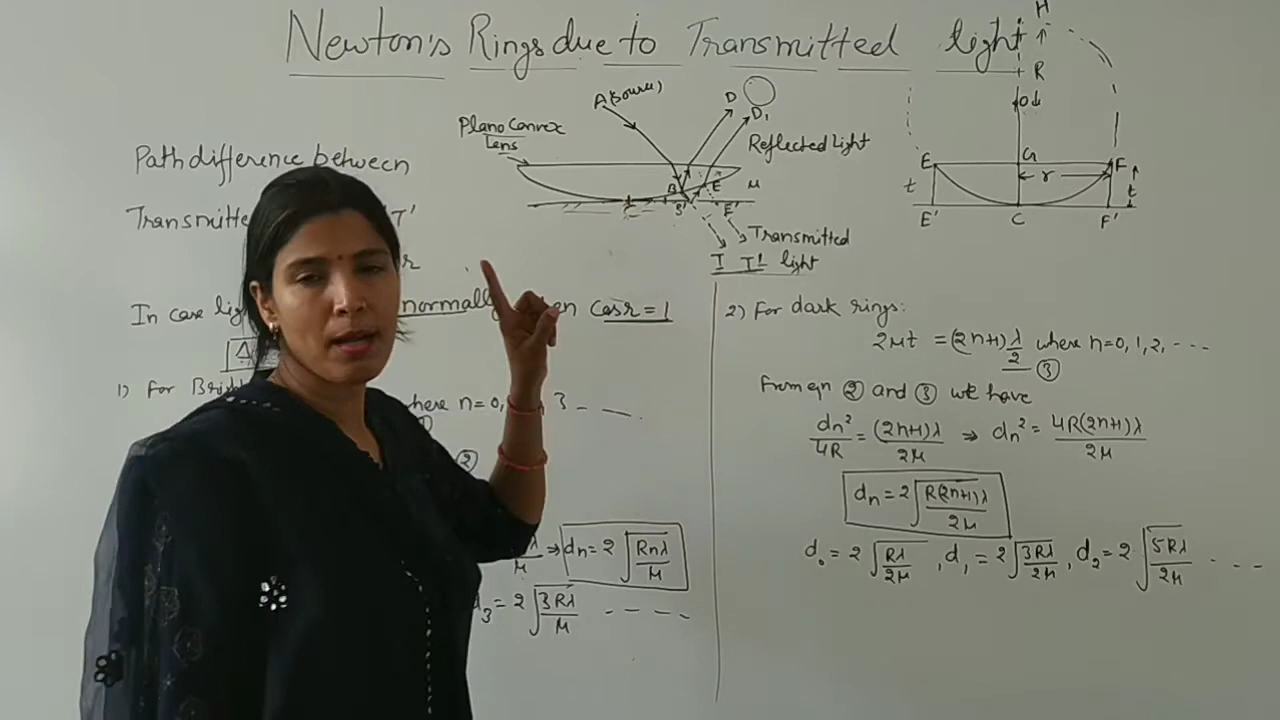 Newton's Rings due to Transmitted light
Path difference between
Transmitte T'
r
In case lig normally en cos r = 1
Δ
1) For Brigh here n=0, 3 - - -.
①
②
λ/μ ⇒ dn = 2√(Rnλ/μ)
d₃ = 2√(3Rλ/μ) - - - - -
A(Source)
Plano Convex
Lens
D
D₁
Reflected Light
B
E
μ
C
S'
E'
Transmitted
T T' light
H
R
O
E
G
F
r
t
t
E'
C
F'
2) For dark rings:
2μt = (2n+1)λ/2 where n=0, 1, 2, - - -
③
From eqn ② and ③ we have
dn²/4R = (2n+1)λ/2μ ⇒ dn² = 4R(2n+1)λ/2μ
dn = 2√(R(2n+1)λ/2μ)
d₀ = 2√(Rλ/2μ), d₁ = 2√(3Rλ/2μ), d₂ = 2√(5Rλ/2μ) - - -